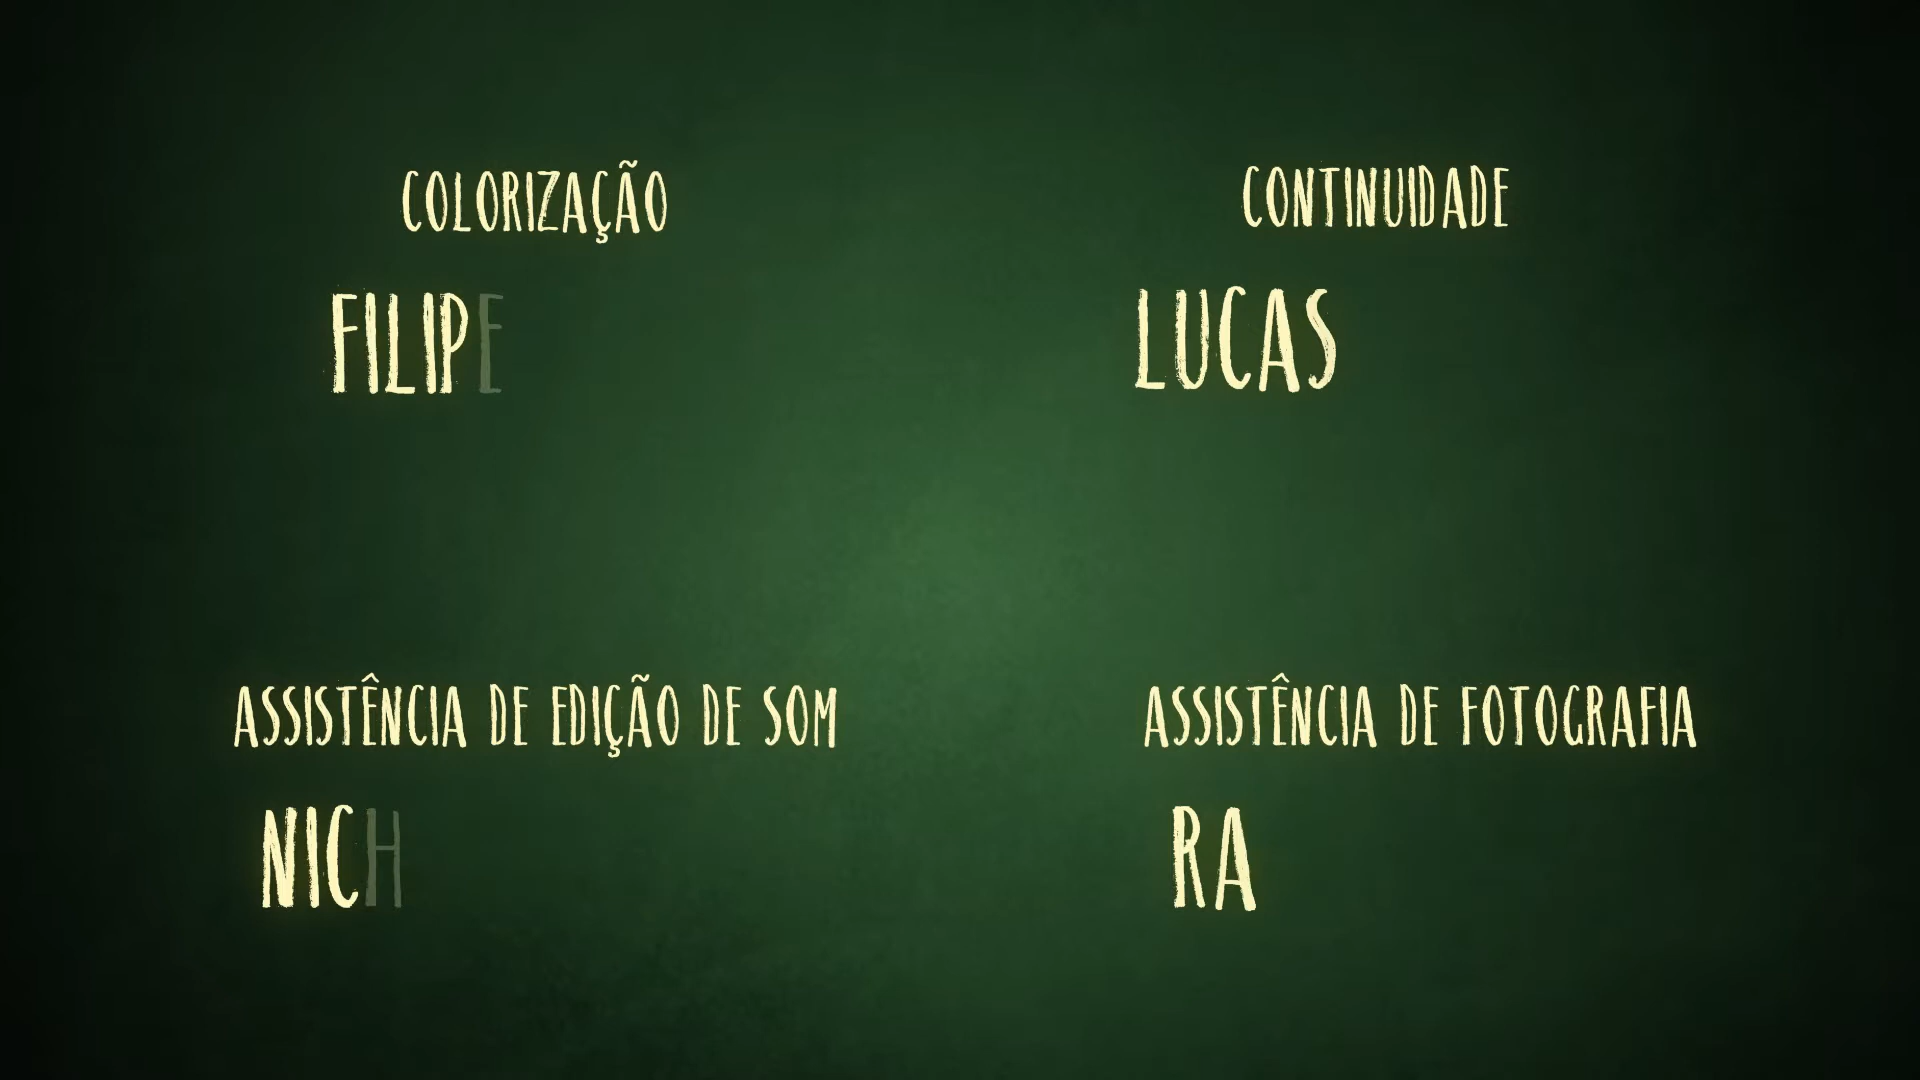 COLORIZAÇÃO
FILIPE
CONTINUIDADE
LUCAS
ASSISTÊNCIA DE EDIÇÃO DE SOM
NICH
ASSISTÊNCIA DE FOTOGRAFIA
RA